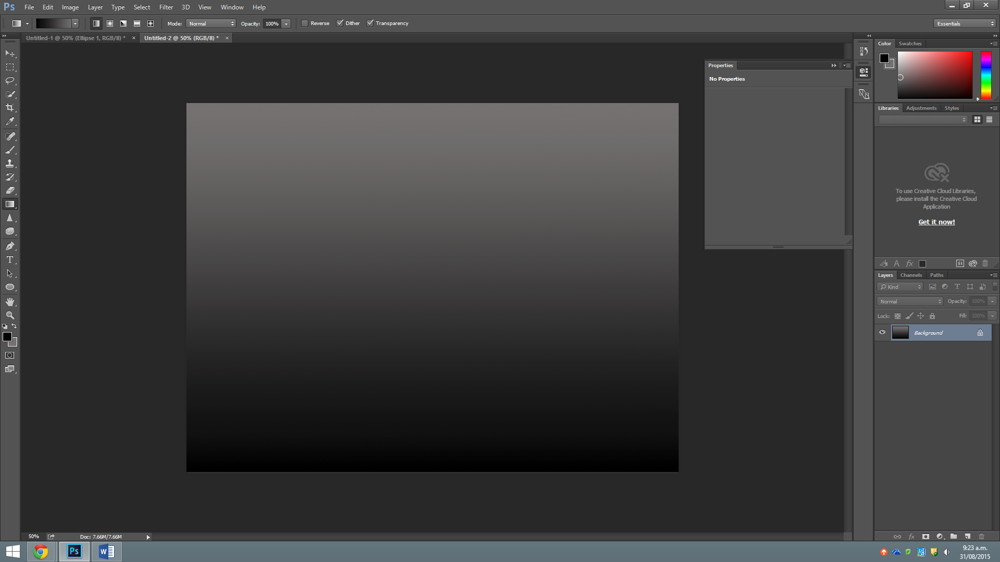 Ps File Edit Image Layer Type Select Filter 3D View Window Help
Mode: Normal Opacity: 100% Reverse Dither Transparency Essentials
Untitled-1 @ 50% (Ellipse 1, RGB/8) * × Untitled-2 @ 50% (RGB/8) * ×
Color Swatches
Properties
No Properties
Libraries Adjustments Styles
To use Creative Cloud Libraries,
please install the Creative Cloud
Application
Get it now!
A fx St
Layers Channels Paths
Kind T
Normal Opacity: 100%
Lock: Fill: 100%
Background
T
50% Doc: 7.66M/7.66M
fx
Ps W
9:23 a.m.
31/08/2015